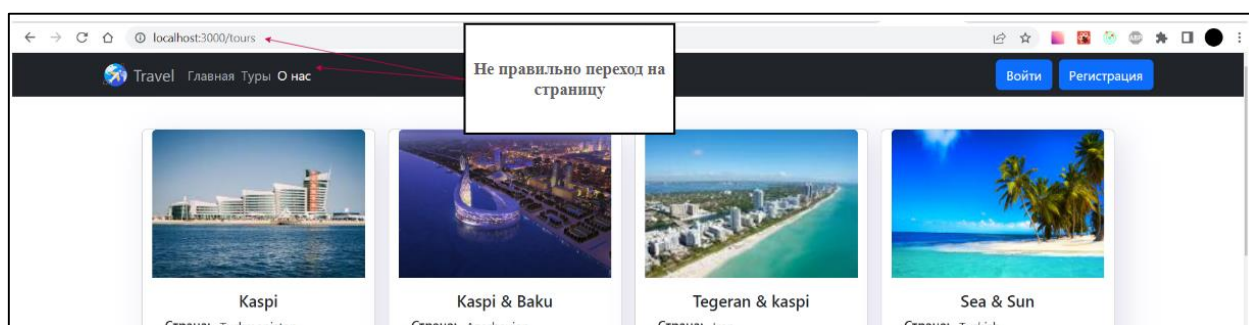 localhost:3000/tours
Travel Главная Туры О нас
Не правильно переход на
страницу
Войти Регистрация
Kaspi
Kaspi & Baku
Tegeran & kaspi
Sea & Sun